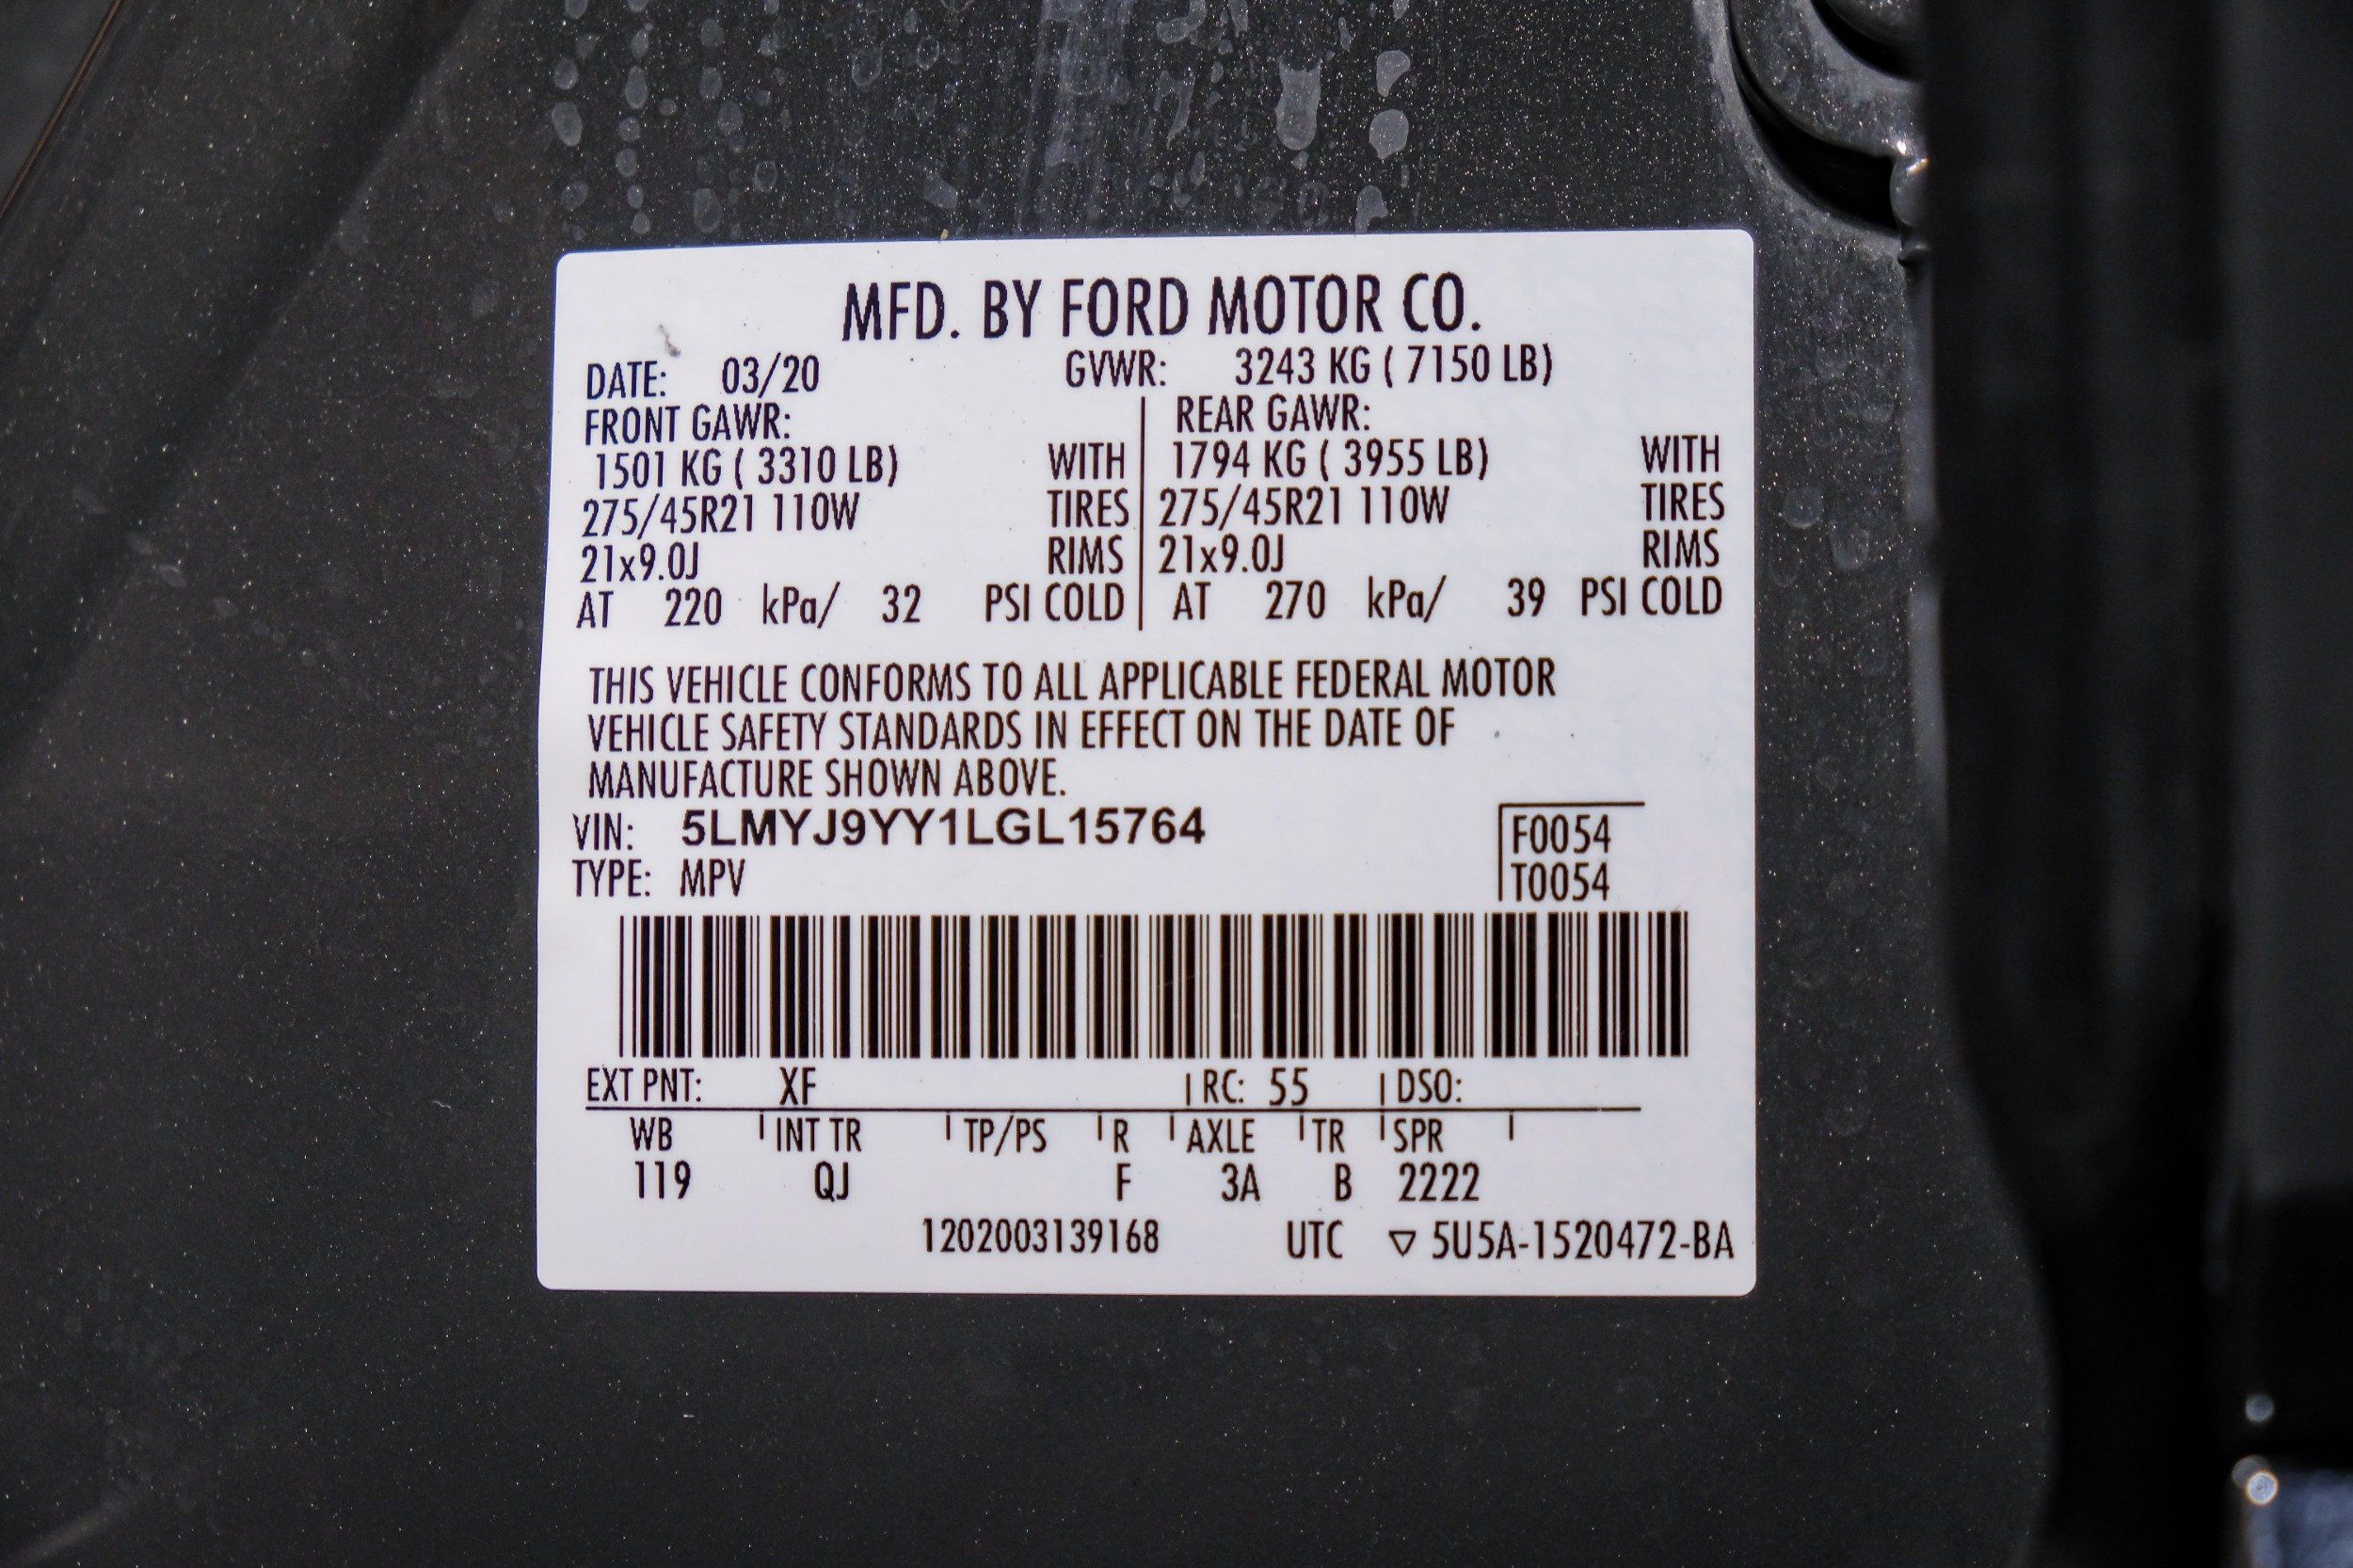 MFD. BY FORD MOTOR CO.
DATE: 03/20 GVWR: 3243 KG ( 7150 LB)
FRONT GAWR: REAR GAWR:
1501 KG ( 3310 LB) WITH 1794 KG ( 3955 LB) WITH
275/45R21 110W TIRES 275/45R21 110W TIRES
21x9.0J RIMS 21x9.0J RIMS
AT 220 kPa/ 32 PSI COLD AT 270 kPa/ 39 PSI COLD
THIS VEHICLE CONFORMS TO ALL APPLICABLE FEDERAL MOTOR
VEHICLE SAFETY STANDARDS IN EFFECT ON THE DATE OF
MANUFACTURE SHOWN ABOVE.
VIN: 5LMYJ9YY1LGL15764 F0054
TYPE: MPV T0054
EXT PNT: XF RC: 55 DSO:
WB INT TR TP/PS R AXLE TR SPR
119 QJ F 3A B 2222
1202003139168 UTC ▽ 5U5A-1520472-BA